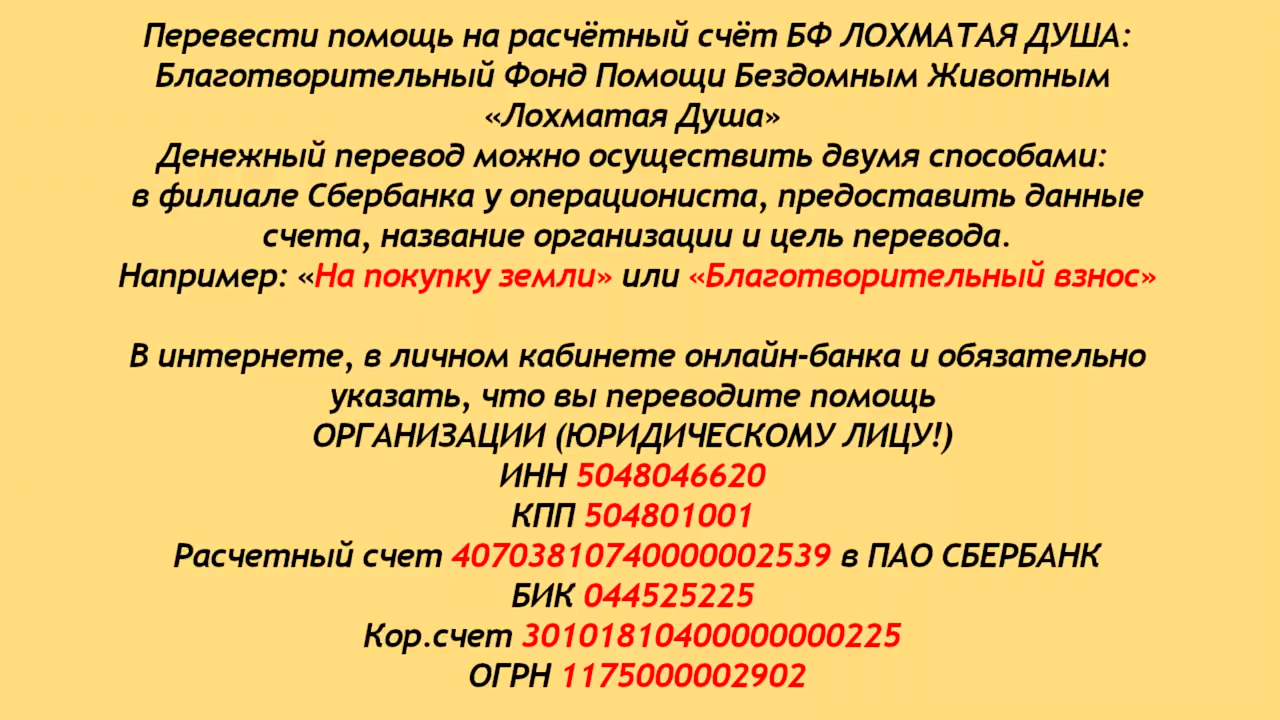 Перевести помощь на расчётный счёт БФ ЛОХМАТАЯ ДУША:
Благотворительный Фонд Помощи Бездомным Животным
«Лохматая Душа»
Денежный перевод можно осуществить двумя способами:
в филиале Сбербанка у операциониста, предоставить данные
счета, название организации и цель перевода.
Например: «На покупку земли» или «Благотворительный взнос»
В интернете, в личном кабинете онлайн-банка и обязательно
указать, что вы переводите помощь
ОРГАНИЗАЦИИ (ЮРИДИЧЕСКОМУ ЛИЦУ!)
ИНН 5048046620
КПП 504801001
Расчетный счет 40703810740000002539 в ПАО СБЕРБАНК
БИК 044525225
Кор.счет 30101810400000000225
ОГРН 1175000002902